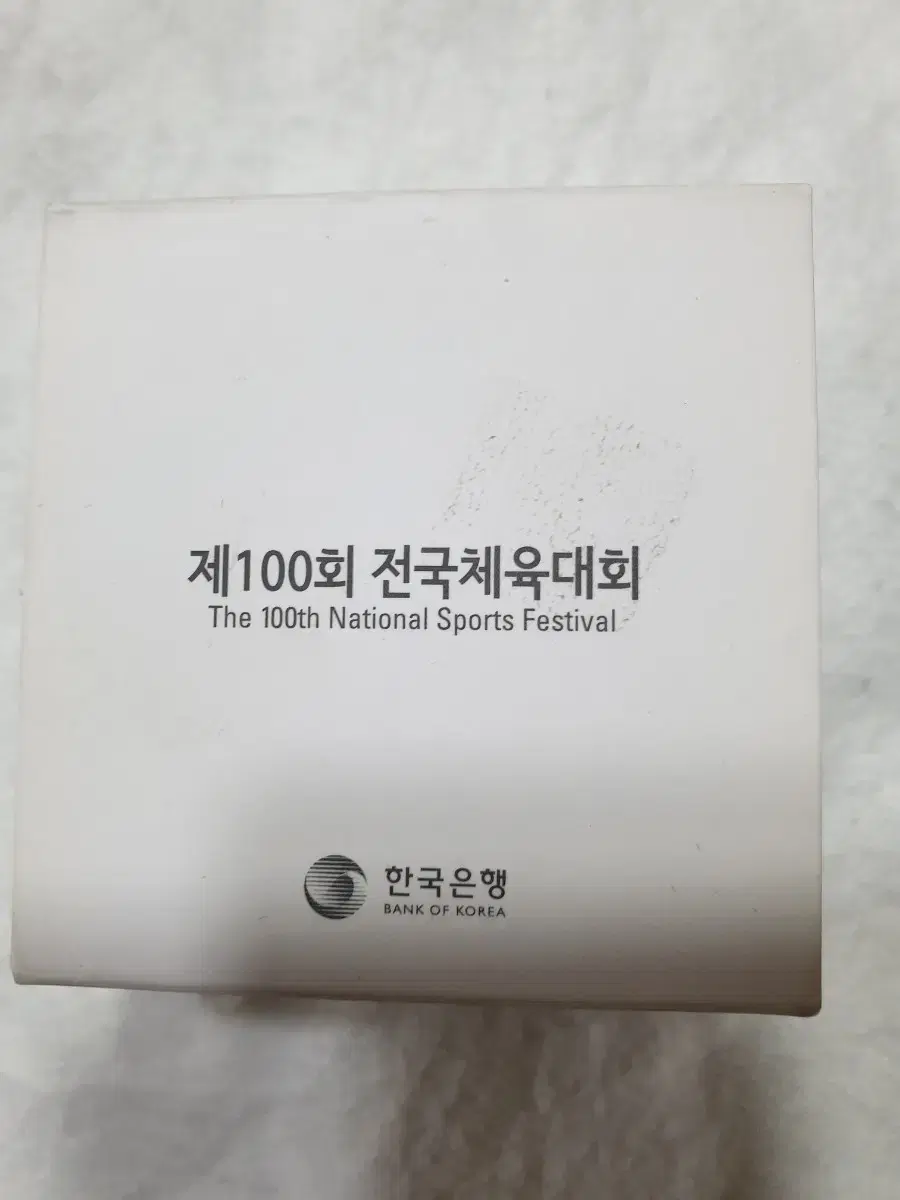 제100회 전국체육대회
The 100th National Sports Festival
한국은행
BANK OF KOREA